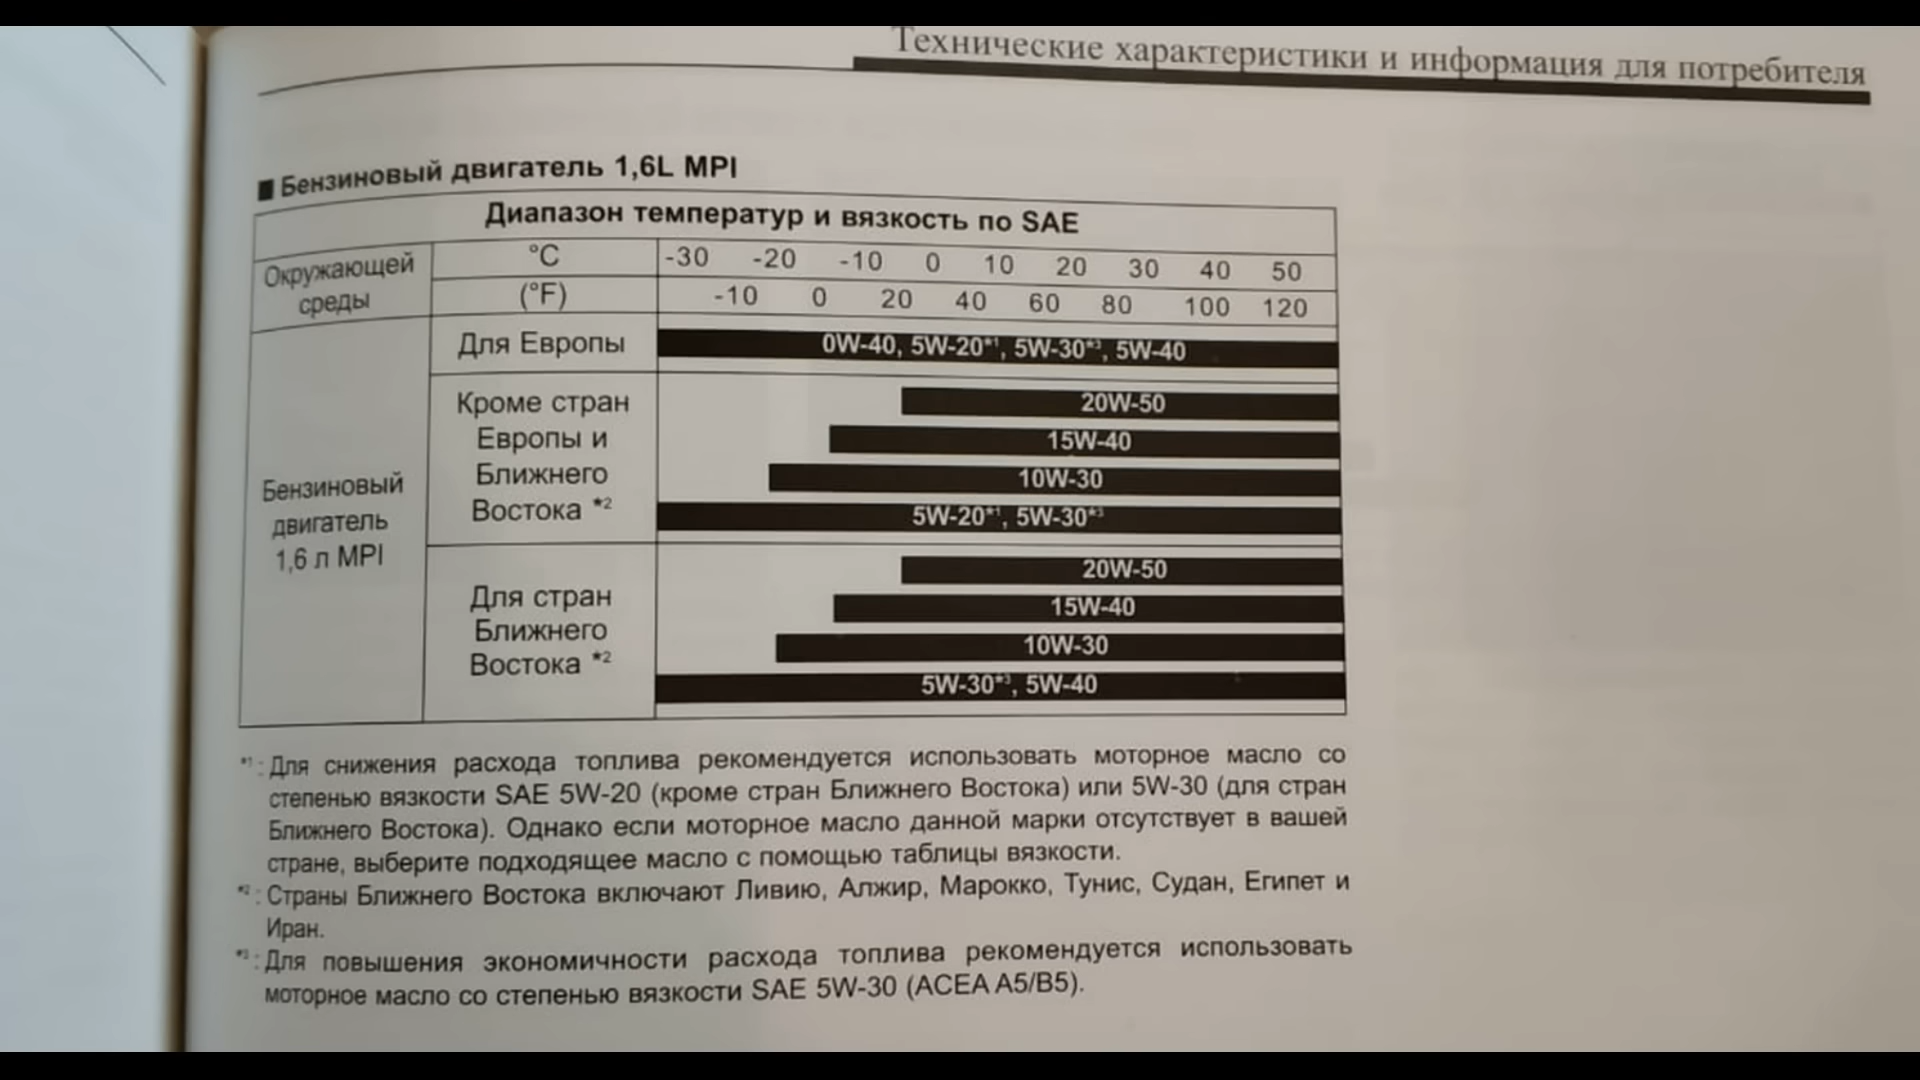 Технические характеристики и информация для потребителя
■ Бензиновый двигатель 1,6L MPI
Диапазон температур и вязкость по SAE
Окружающей
среды
°C
-30 -20 -10 0 10 20 30 40 50
(°F)
-10 0 20 40 60 80 100 120
Бензиновый
двигатель
1,6 л MPI
Для Европы
0W-40, 5W-20*1, 5W-30*3, 5W-40
Кроме стран
Европы и
Ближнего
Востока *2
20W-50
15W-40
10W-30
5W-20*1, 5W-30*3
Для стран
Ближнего
Востока *2
20W-50
15W-40
10W-30
5W-30*3, 5W-40
*1: Для снижения расхода топлива рекомендуется использовать моторное масло со
степенью вязкости SAE 5W-20 (кроме стран Ближнего Востока) или 5W-30 (для стран
Ближнего Востока). Однако если моторное масло данной марки отсутствует в вашей
стране, выберите подходящее масло с помощью таблицы вязкости.
*2: Страны Ближнего Востока включают Ливию, Алжир, Марокко, Тунис, Судан, Египет и
Иран.
*3: Для повышения экономичности расхода топлива рекомендуется использовать
моторное масло со степенью вязкости SAE 5W-30 (ACEA A5/B5).